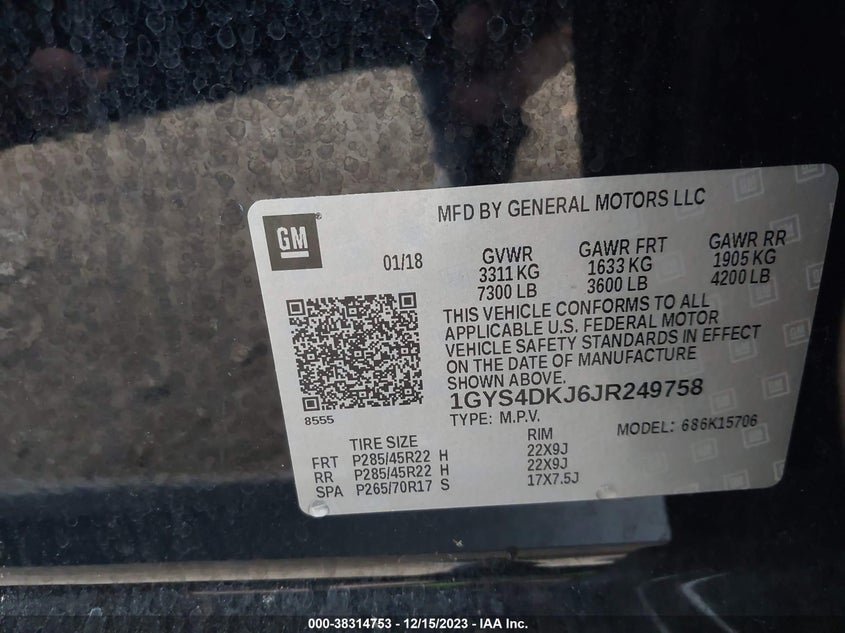 MFD BY GENERAL MOTORS LLC
GM
01/18
GVWR
3311 KG
7300 LB
GAWR FRT
1633 KG
3600 LB
GAWR RR
1905 KG
4200 LB
THIS VEHICLE CONFORMS TO ALL
APPLICABLE U.S. FEDERAL MOTOR
VEHICLE SAFETY STANDARDS IN EFFECT
ON THE DATE OF MANUFACTURE
SHOWN ABOVE.
1GYS4DKJ6JR249758
8555
TYPE: M.P.V.
MODEL: 686K15706
TIRE SIZE RIM
FRT P285/45R22 H 22X9J
RR P285/45R22 H 22X9J
SPA P265/70R17 S 17X7.5J
000-38314753 - 12/15/2023 - IAA Inc.